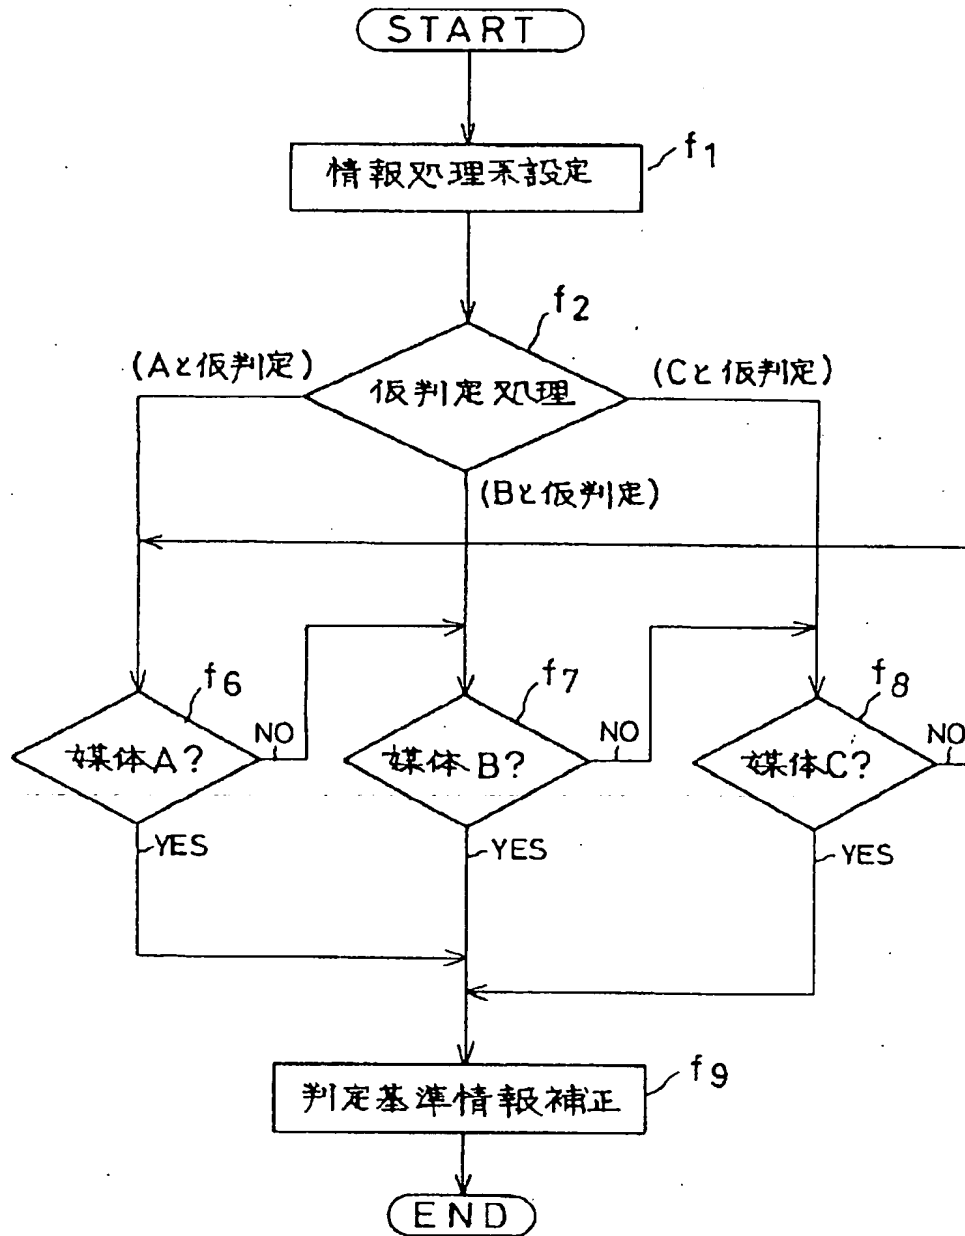 START
情報処理系設定
f1
f2
(Aと仮判定)
仮判定処理
(Cと仮判定)
(Bと仮判定)
f6
f7
f8
媒体A?
NO
媒体B?
NO
媒体C?
NO
YES
YES
YES
f9
判定基準情報補正
END